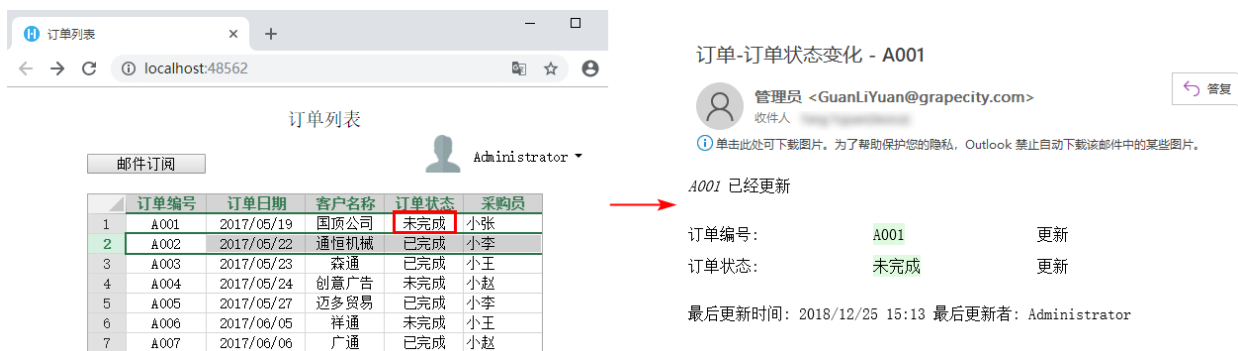 订单列表
localhost:48562
订单列表
邮件订阅
Administrator
订单编号 订单日期 客户名称 订单状态 采购员
1 A001 2017/05/19 国顶公司 未完成 小张
2 A002 2017/05/22 通恒机械 已完成 小李
3 A003 2017/05/23 森通 已完成 小王
4 A004 2017/05/24 创意广告 未完成 小赵
5 A005 2017/05/27 迈多贸易 已完成 小李
6 A006 2017/06/05 祥通 未完成 小王
7 A007 2017/06/06 广通 已完成 小赵
订单-订单状态变化 - A001
管理员 <GuanLiYuan@grapecity.com>
答复
收件人
单击此处可下载图片。为了帮助保护您的隐私，Outlook 禁止自动下载该邮件中的某些图片。
A001 已经更新
订单编号: A001 更新
订单状态: 未完成 更新
最后更新时间: 2018/12/25 15:13 最后更新者: Administrator